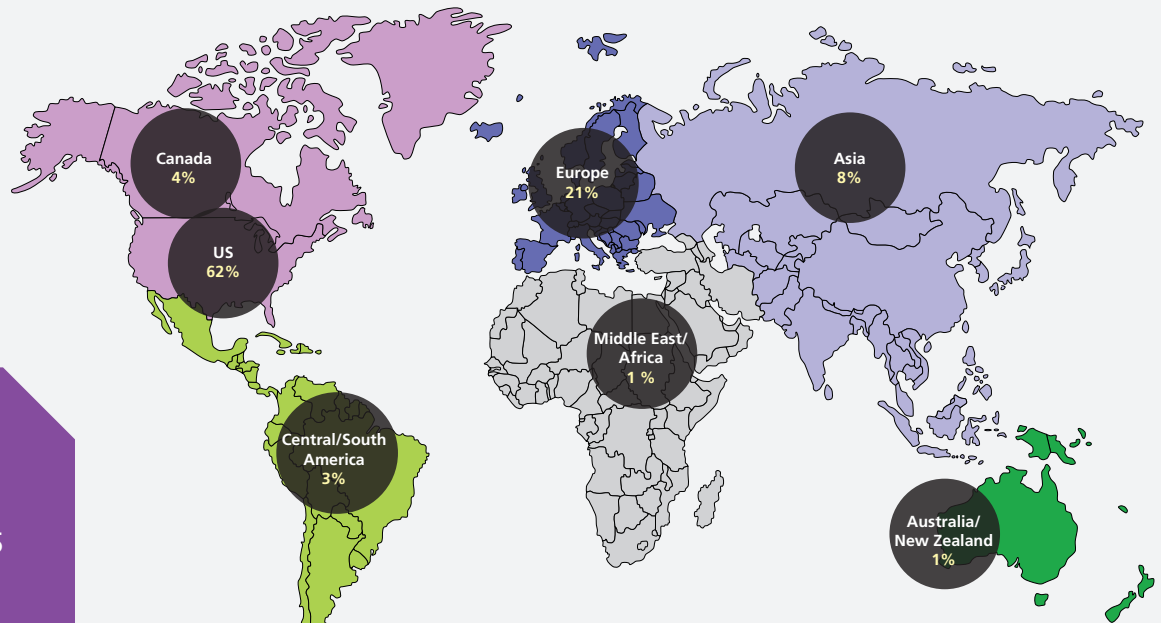 Canada
4%
US
62%
Europe
21%
Asia
8%
Middle East/
Africa
1 %
Central/South
America
3%
Australia/
New Zealand
1%